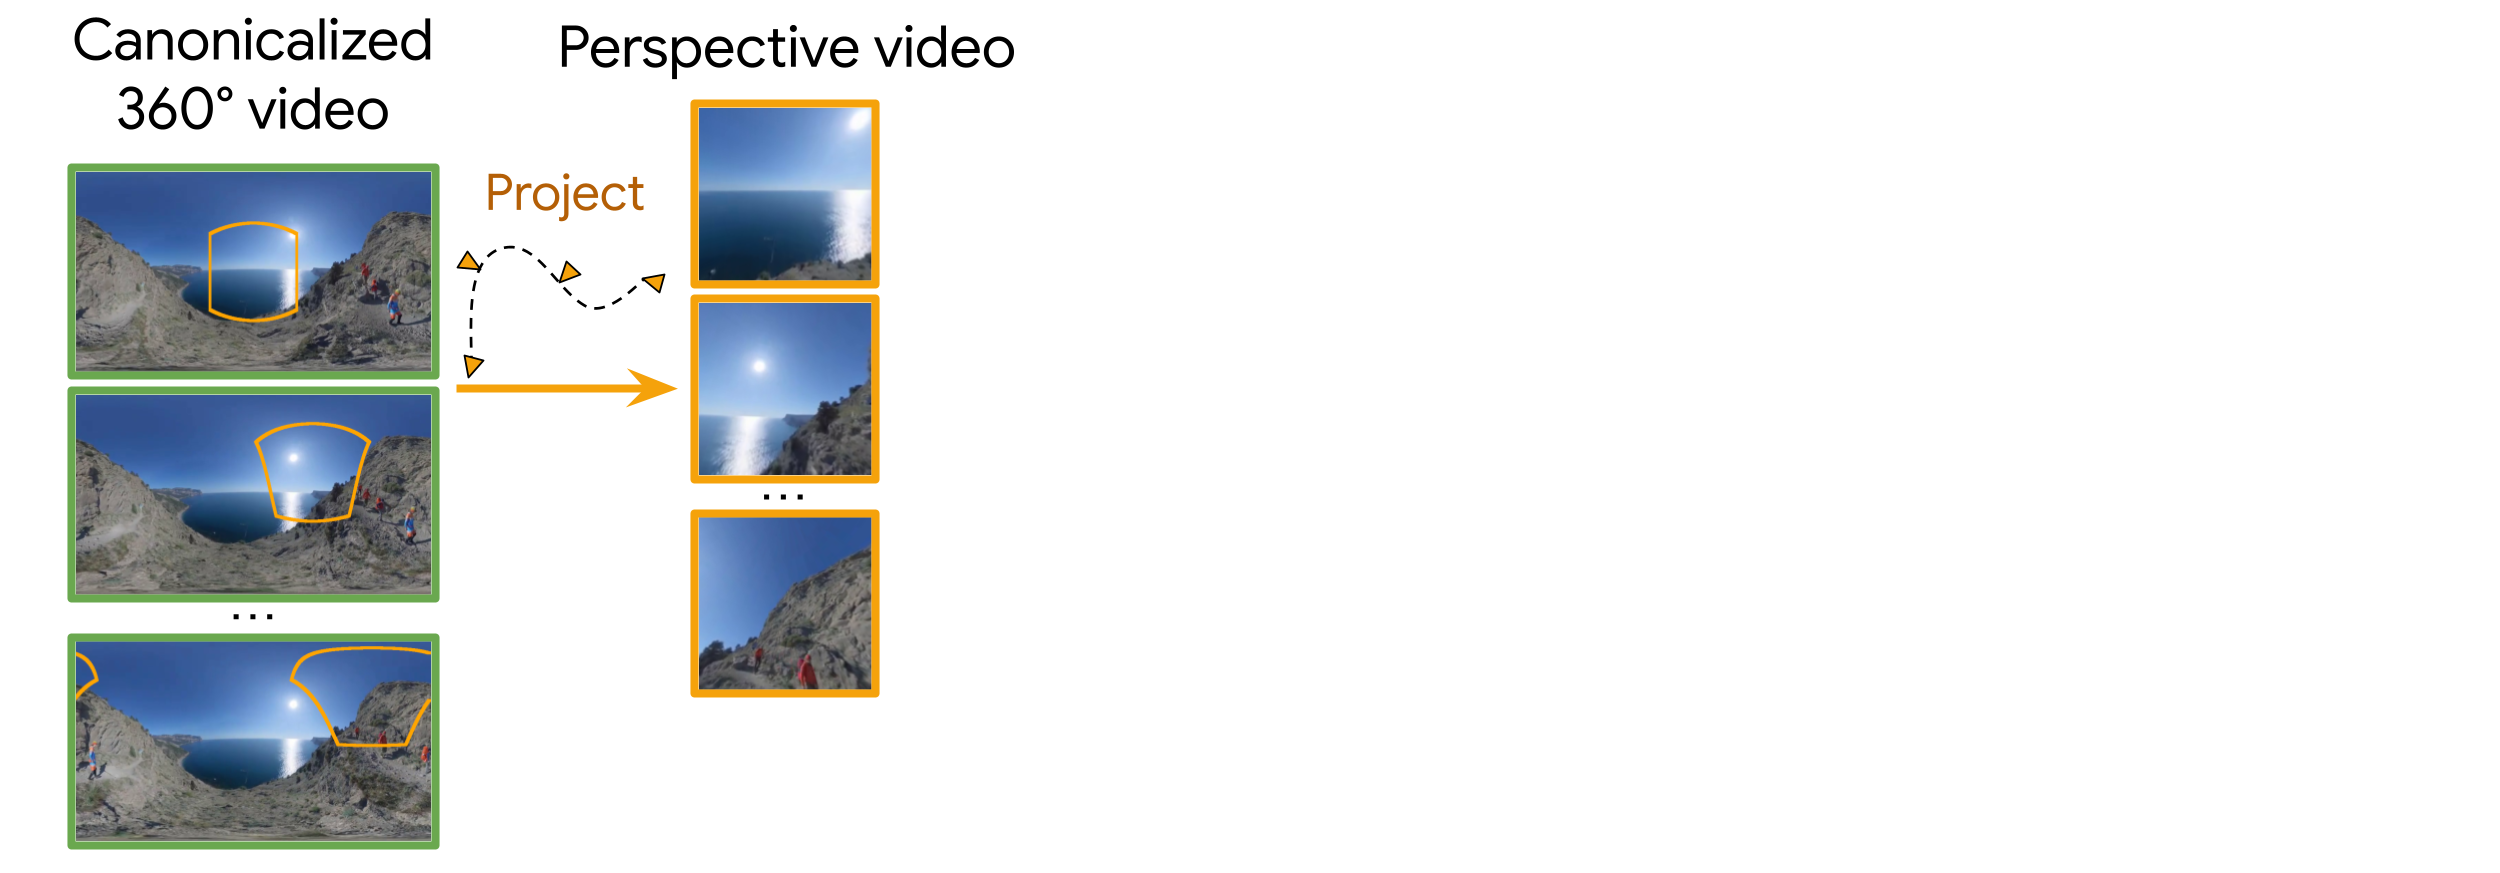 Canonicalized
360° video
Perspective video
Project
...
...